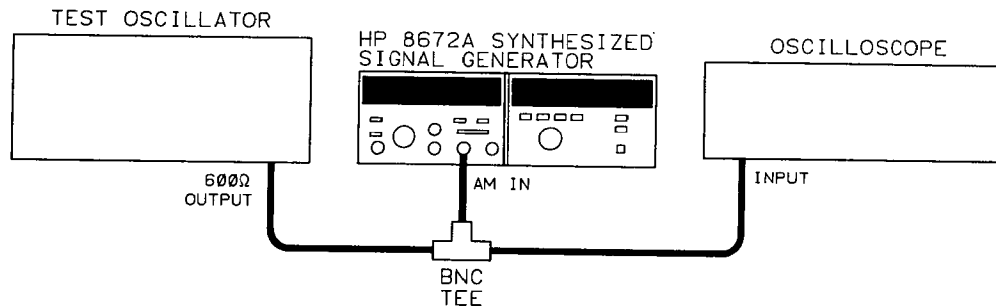 TEST OSCILLATOR
HP 8672A SYNTHESIZED
SIGNAL GENERATOR
OSCILLOSCOPE
600Ω
OUTPUT
AM IN
INPUT
BNC
TEE